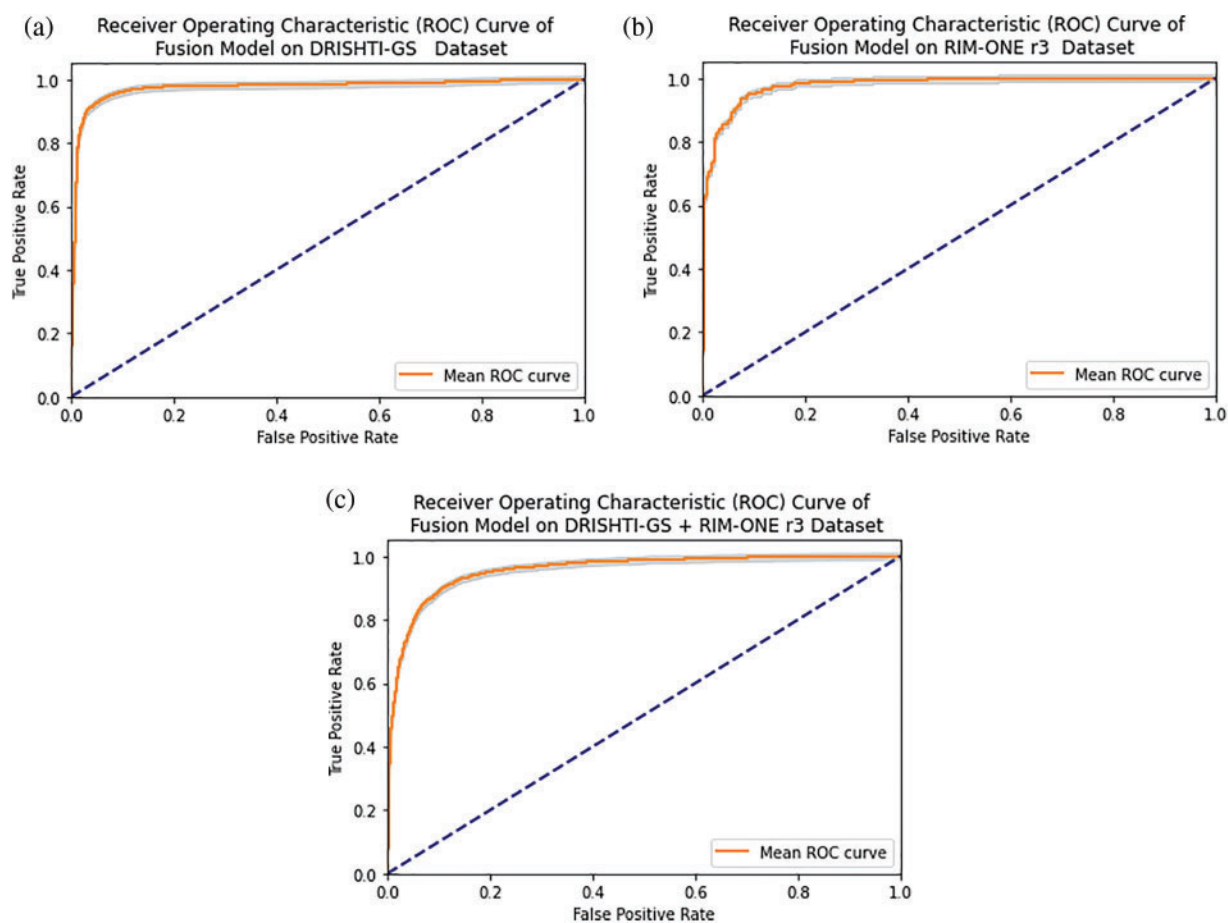 (a)
Receiver Operating Characteristic (ROC) Curve of
Fusion Model on DRISHTI-GS Dataset
1.0
0.8
0.6
0.4
0.2
0.0
True Positive Rate
Mean ROC curve
0.0 0.2 0.4 0.6 0.8 1.0
False Positive Rate
(b)
Receiver Operating Characteristic (ROC) Curve of
Fusion Model on RIM-ONE r3 Dataset
1.0
0.8
0.6
0.4
0.2
0.0
True Positive Rate
Mean ROC curve
0.0 0.2 0.4 0.6 0.8 1.0
False Positive Rate
(c)
Receiver Operating Characteristic (ROC) Curve of
Fusion Model on DRISHTI-GS + RIM-ONE r3 Dataset
1.0
0.8
0.6
0.4
0.2
0.0
True Positive Rate
Mean ROC curve
0.0 0.2 0.4 0.6 0.8 1.0
False Positive Rate